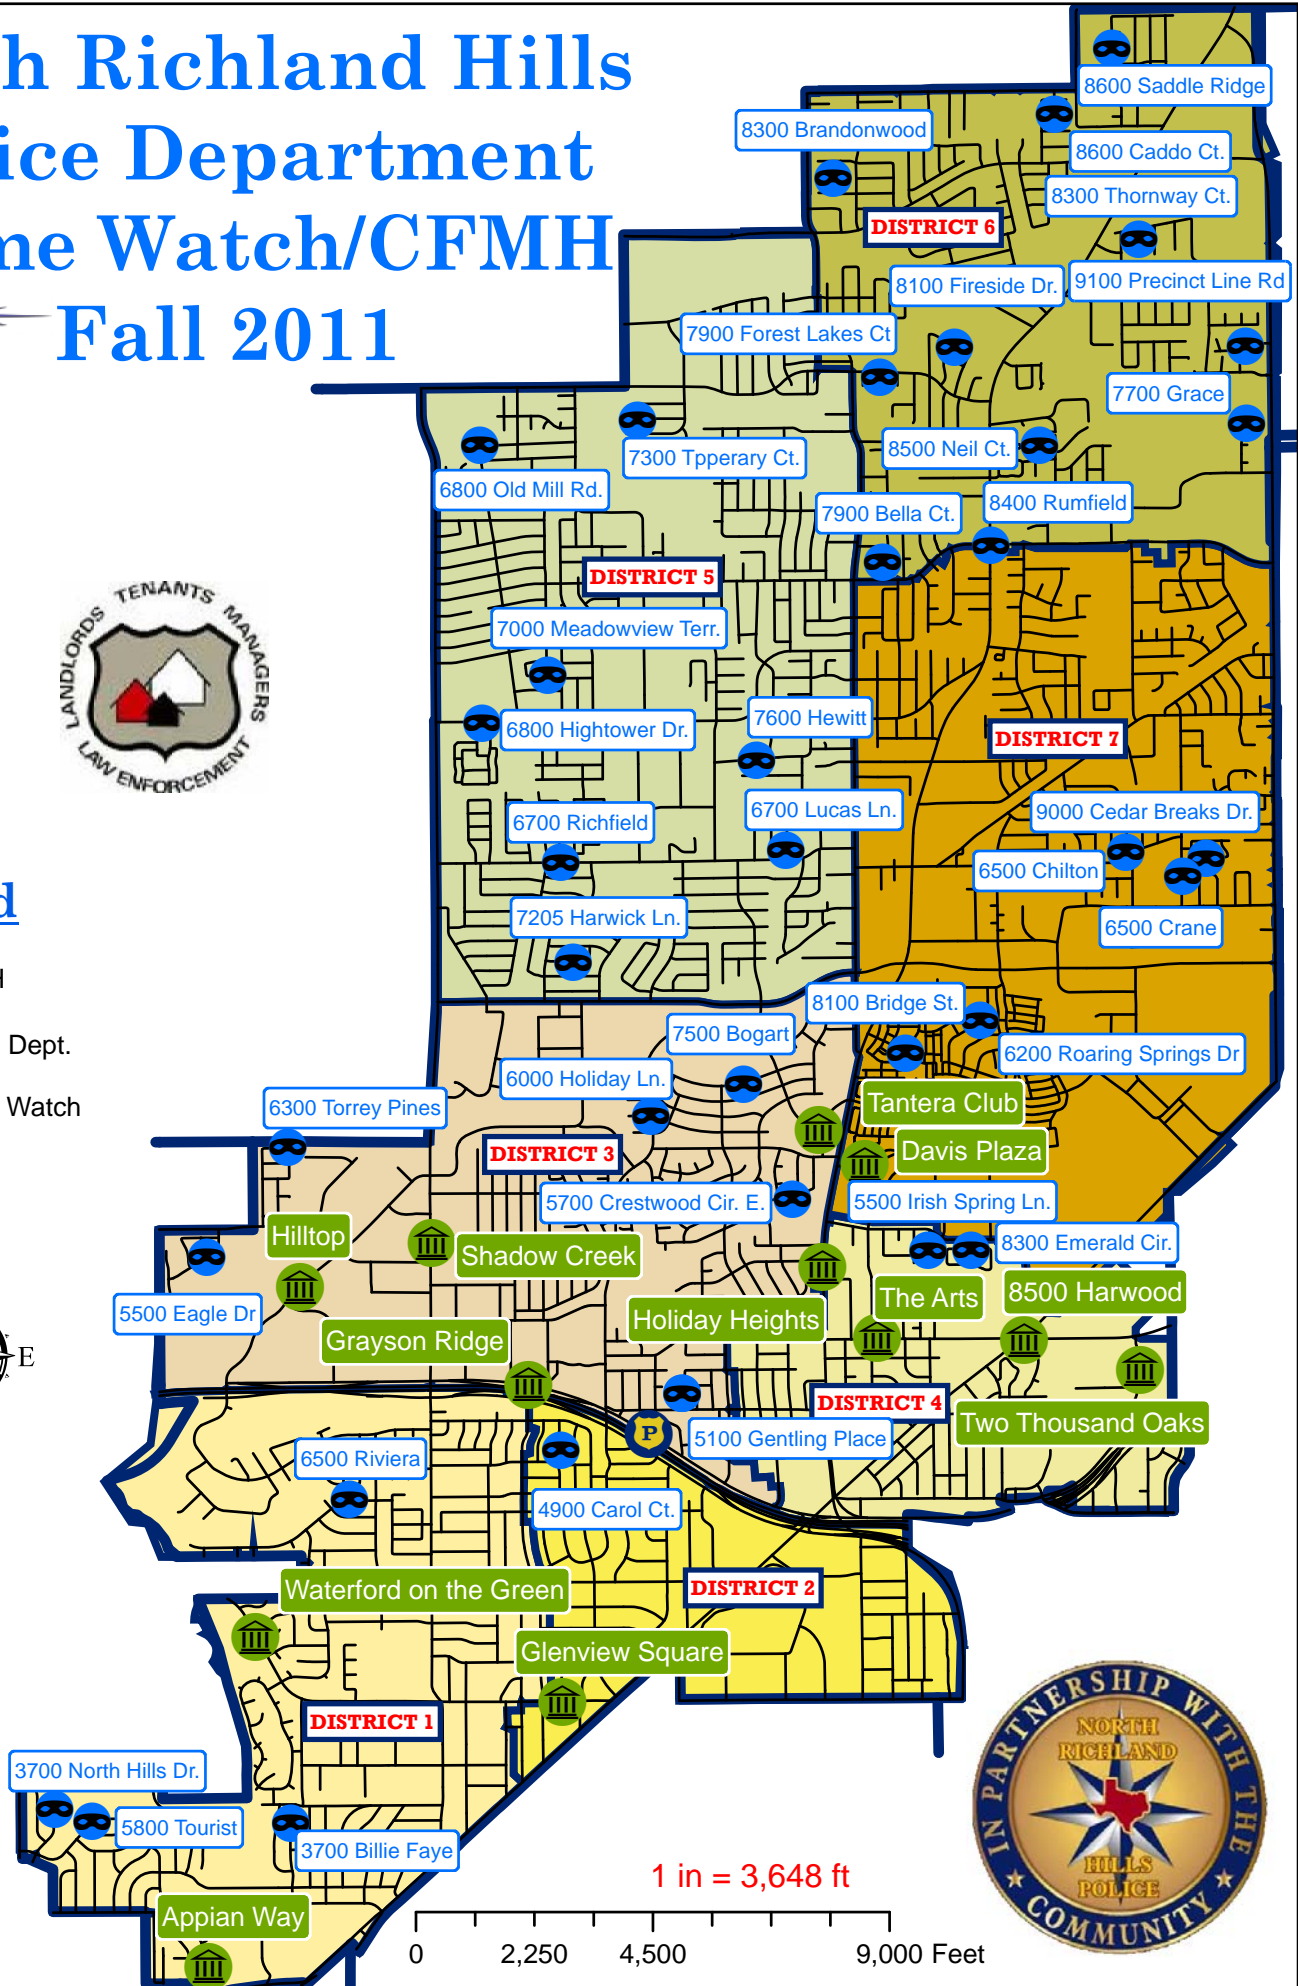 h Richland Hills
ice Department
me Watch/CFMH
Fall 2011
8600 Saddle Ridge
8300 Brandonwood
8600 Caddo Ct.
8300 Thornway Ct.
DISTRICT 6
8100 Fireside Dr.
9100 Precinct Line Rd
7900 Forest Lakes Ct
7700 Grace
7300 Tpperary Ct.
8500 Neil Ct.
6800 Old Mill Rd.
7900 Bella Ct.
8400 Rumfield
DISTRICT 5
LANDLORDS TENANTS MANAGERS
LAW ENFORCEMENT
7000 Meadowview Terr.
6800 Hightower Dr.
7600 Hewitt
DISTRICT 7
6700 Richfield
6700 Lucas Ln.
9000 Cedar Breaks Dr.
6500 Chilton
d
7205 Harwick Ln.
6500 Crane
H
8100 Bridge St.
7500 Bogart
Dept.
6200 Roaring Springs Dr
6000 Holiday Ln.
Watch
6300 Torrey Pines
Tantera Club
DISTRICT 3
Davis Plaza
5700 Crestwood Cir. E.
5500 Irish Spring Ln.
Hilltop
Shadow Creek
8300 Emerald Cir.
5500 Eagle Dr
The Arts
8500 Harwood
Holiday Heights
Grayson Ridge
E
DISTRICT 4
Two Thousand Oaks
P
5100 Gentling Place
6500 Riviera
4900 Carol Ct.
Waterford on the Green
DISTRICT 2
Glenview Square
DISTRICT 1
3700 North Hills Dr.
5800 Tourist
3700 Billie Faye
Appian Way
IN PARTNERSHIP WITH THE
COMMUNITY
NORTH
RICHLAND
HILLS
POLICE
1 in = 3,648 ft
0 2,250 4,500 9,000 Feet